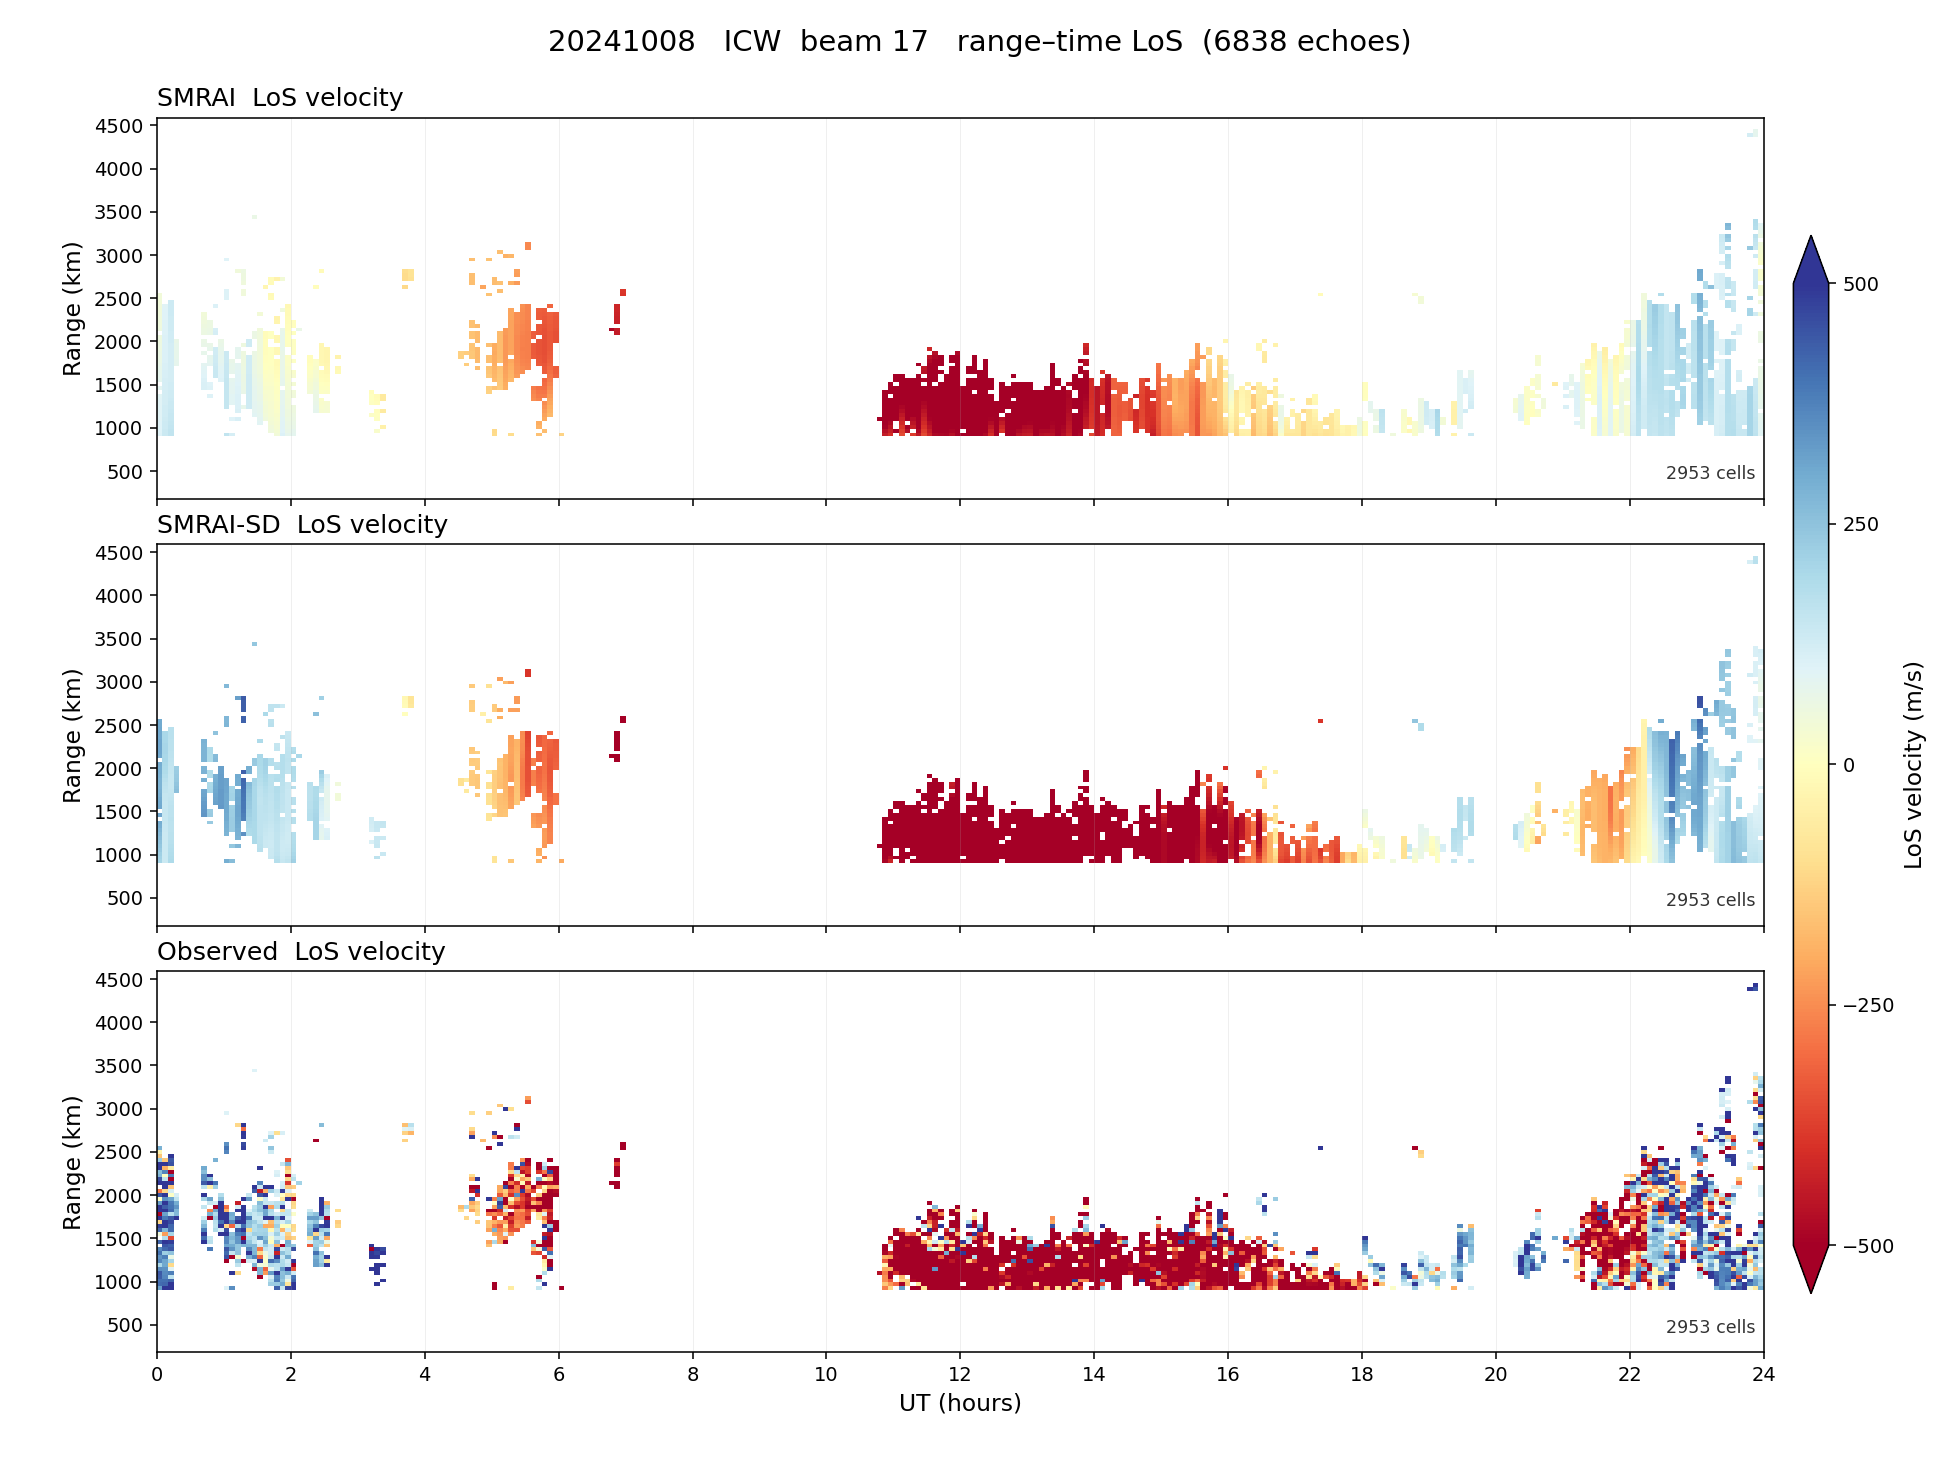 20241008   ICW  beam 17   range–time LoS  (6838 echoes)
SMRAI  LoS velocity
4500
4000
3500
3000
2500
2000
1500
1000
500
Range (km)
2953 cells
SMRAI-SD  LoS velocity
4500
4000
3500
3000
2500
2000
1500
1000
500
Range (km)
2953 cells
Observed  LoS velocity
4500
4000
3500
3000
2500
2000
1500
1000
500
Range (km)
2953 cells
0 2 4 6 8 10 12 14 16 18 20 22 24
UT (hours)
500
250
0
−250
−500
LoS velocity (m/s)